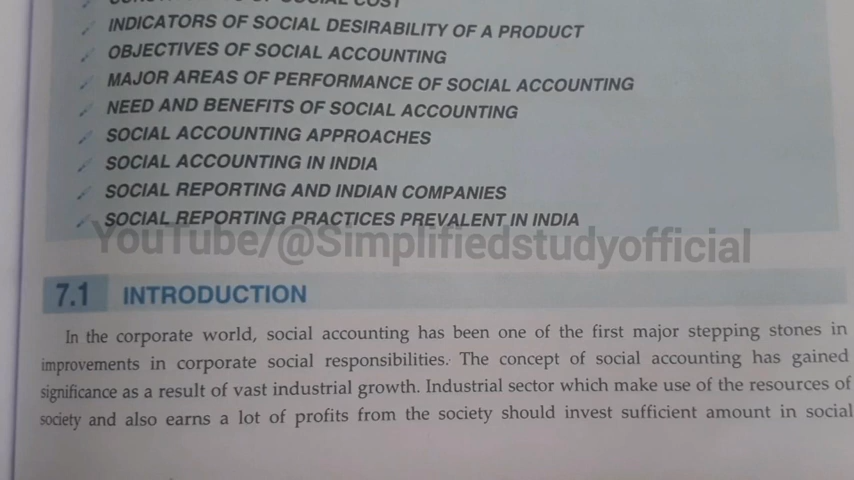 INDICATORS OF SOCIAL DESIRABILITY OF A PRODUCT
OBJECTIVES OF SOCIAL ACCOUNTING
MAJOR AREAS OF PERFORMANCE OF SOCIAL ACCOUNTING
NEED AND BENEFITS OF SOCIAL ACCOUNTING
SOCIAL ACCOUNTING APPROACHES
SOCIAL ACCOUNTING IN INDIA
SOCIAL REPORTING AND INDIAN COMPANIES
SOCIAL REPORTING PRACTICES PREVALENT IN INDIA
YouTube/@Simplifiedstudyofficial
7.1 INTRODUCTION
In the corporate world, social accounting has been one of the first major stepping stones in
improvements in corporate social responsibilities. The concept of social accounting has gained
significance as a result of vast industrial growth. Industrial sector which make use of the resources of
society and also earns a lot of profits from the society should invest sufficient amount in social